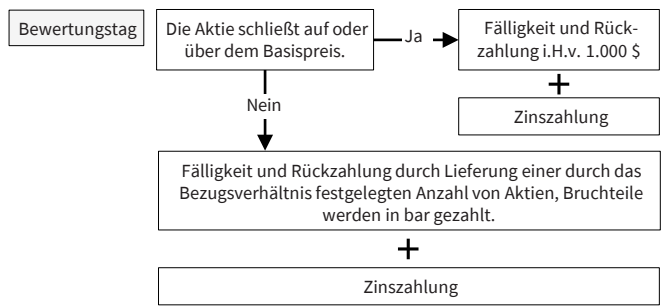 Bewertungstag
Die Aktie schließt auf oder
über dem Basispreis.
Ja
Fälligkeit und Rück-
zahlung i.H.v. 1.000 $
+
Zinszahlung
Nein
Fälligkeit und Rückzahlung durch Lieferung einer durch das
Bezugsverhältnis festgelegten Anzahl von Aktien, Bruchteile
werden in bar gezahlt.
+
Zinszahlung